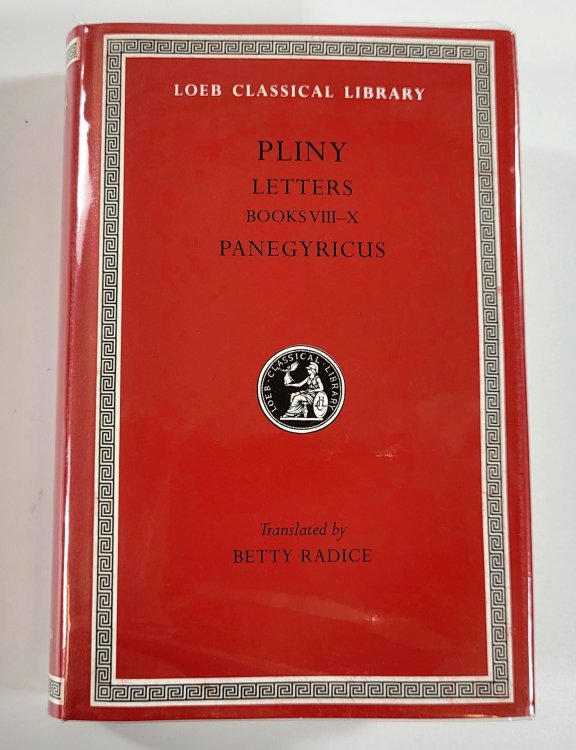 LOEB CLASSICAL LIBRARY
PLINY
LETTERS
BOOKS VIII–X
PANEGYRICUS
LOEB · CLASSICAL · LIBRARY
Translated by
BETTY RADICE